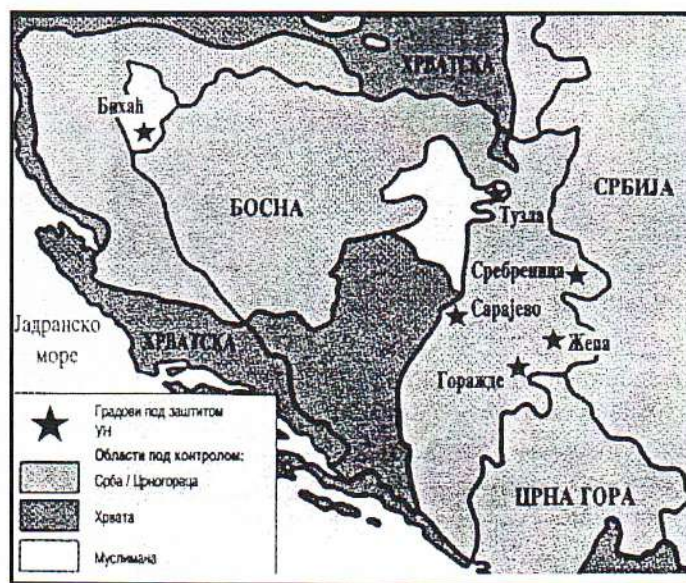 ХРВАТСКА
Бихаћ
БОСНА
СРБИЈА
Тузла
Сребреница
Сарајево
Јадранско
море
ХРВАТСКА
Жепа
Горажде
ЦРНА ГОРА
Градови под заштитом
УН
Области под контролом:
Срба / Црногораца
Хрвата
Муслимана